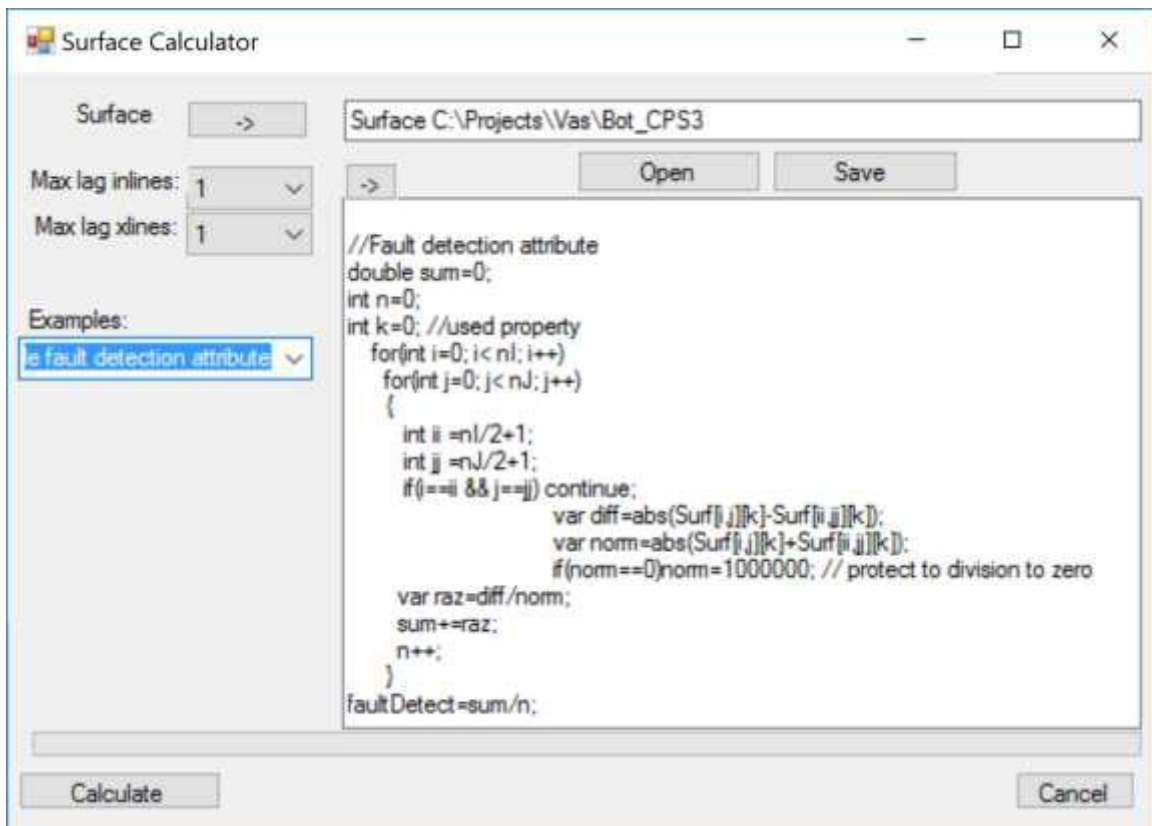 Surface Calculator
Surface
->
Surface C:\Projects\Vas\Bot_CPS3
Max lag inlines:
1
->
Open
Save
Max lag xlines:
1
Examples:
e fault detection attribute
//Fault detection attribute
double sum=0;
int n=0;
int k=0; //used property
for(int i=0; i< nI; i++)
for(int j=0; j< nJ; j++)
{
int ii =nI/2+1;
int jj =nJ/2+1;
if(i==ii && j==jj) continue;
var diff=abs(Surf[i,j][k]-Surf[ii,jj][k]);
var norm=abs(Surf[i,j][k]+Surf[ii,jj][k]);
if(norm==0)norm=1000000; // protect to division to zero
var raz=diff/norm;
sum+=raz;
n++;
}
faultDetect=sum/n;
Calculate
Cancel